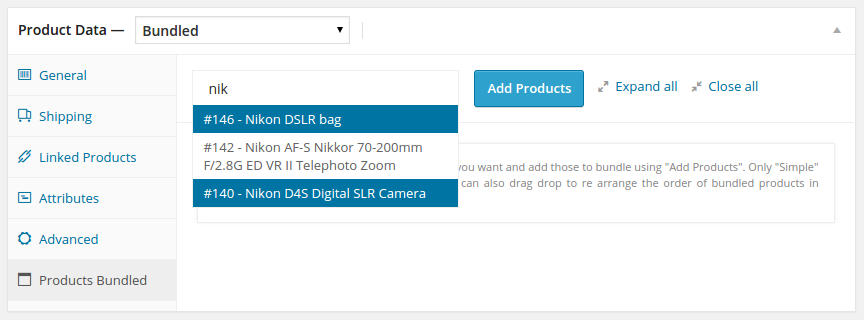 Product Data — Bundled
General
Shipping
Linked Products
Attributes
Advanced
Products Bundled
nik
Add Products
Expand all
Close all
#146 - Nikon DSLR bag
#142 - Nikon AF-S Nikkor 70-200mm
F/2.8G ED VR II Telephoto Zoom
#140 - Nikon D4S Digital SLR Camera
you want and add those to bundle using "Add Products". Only "Simple"
can also drag drop to re arrange the order of bundled products in